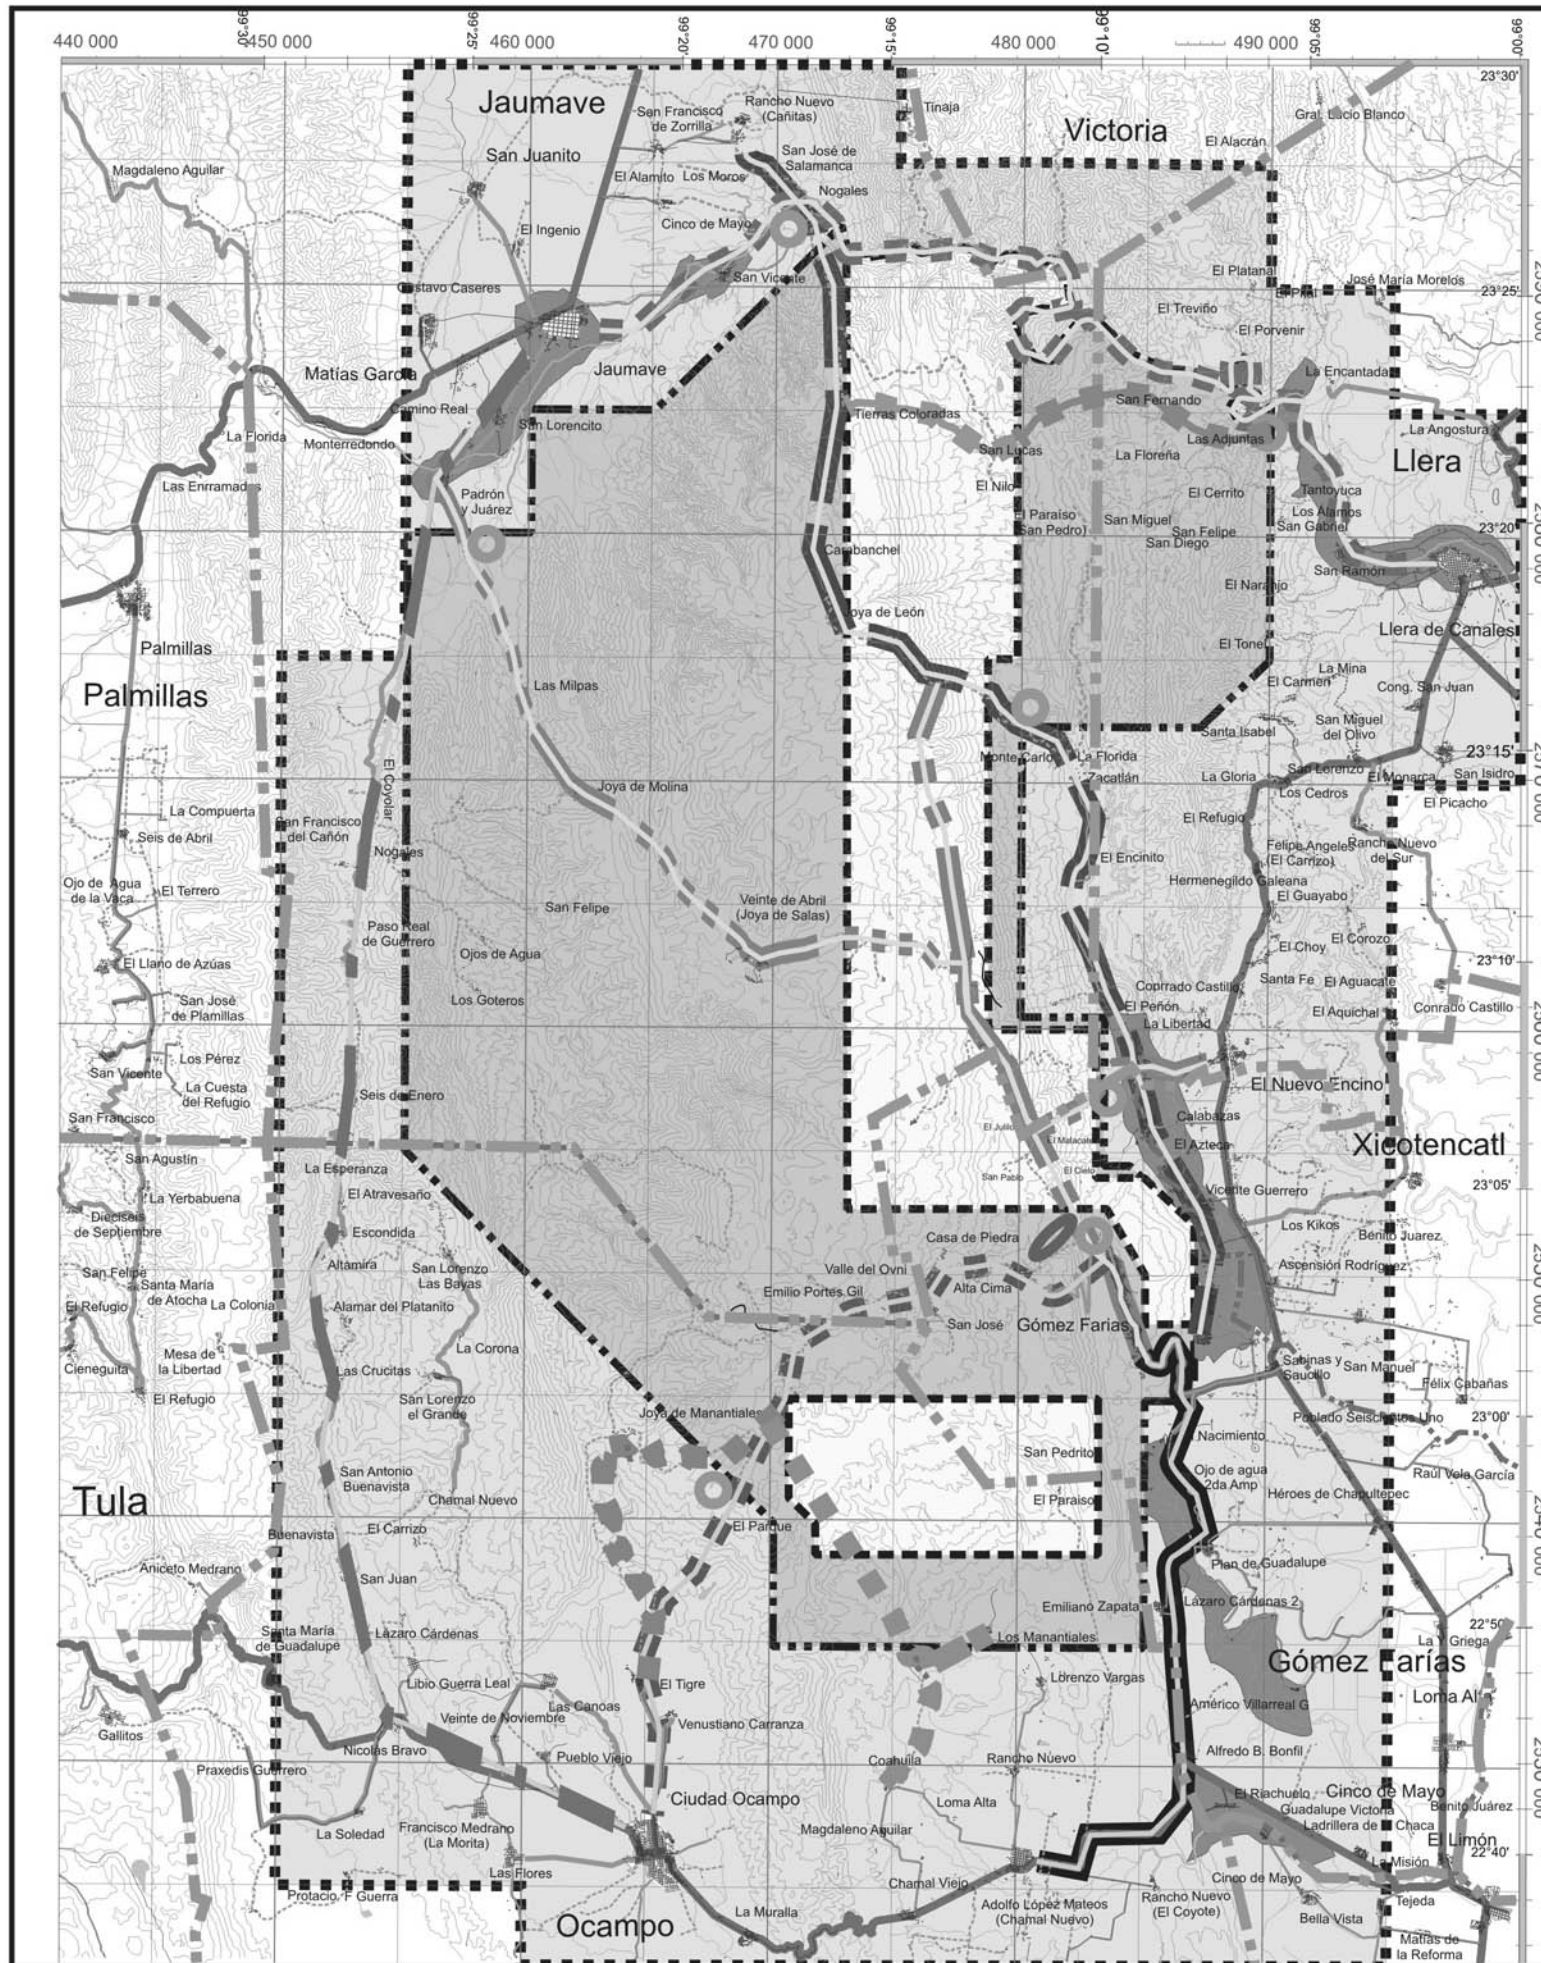 440 000
99°30'
450 000
99°25'
460 000
99°20'
470 000
99°15'
480 000
99°10'
490 000
99°05'
99°00'
23°30'
Jaumave
San Francisco
de Zorrilla
Rancho Nuevo
(Cañitas)
Tinaja
Victoria
Gral. Lucio Blanco
El Alacrán
Magdaleno Aguilar
San Juanito
El Alamito
Los Moros
San José de
Salamanca
Nogales
El Ingenio
Cinco de Mayo
San Vicente
El Platanal
José María Morelos
23°25'
El Treviño
El Porvenir
Matías García
Jaumave
La Encantada
Camino Real
San Lorencito
Tierras Coloradas
San Fernando
La Florida
Monterredondo
San Lucas
Las Adjuntas
La Angostura
La Floreña
Llera
Las Enrramadas
Padrón
y Juárez
El Nilo
El Cerrito
Tantoyuca
El Paraíso
San Pedro]
San Miguel
San Felipe
San Diego
Los Alamos
San Gabriel
23°20'
Carabanchel
San Ramón
El Naranjo
Joya de León
Llera de Canales
Palmillas
El Tonel
La Mina
El Carmen
Palmillas
Las Milpas
Cong. San Juan
Santa Isabel
San Miguel
del Olivo
23°15'
El Coyolar
Monte Carlo
La Florida
Zacatlán
La Gloria
San Lorenzo
El Monarca
San Isidro
Joya de Molina
Los Cedros
El Picacho
La Compuerta
San Francisco
del Cañón
Seis de Abril
El Refugio
Felipe Angeles
(El Carrizo)
Rancho Nuevo
del Sur
Nogales
El Encinito
Ojo de Agua
de la Vaca
El Terrero
Hermenegildo Galeana
San Felipe
Veinte de Abril
(Joya de Salas)
El Guayabo
Paso Real
de Guerrero
Ojos de Agua
El Choy
El Corozo
23°10'
El Llano de Azúas
Conrrado Castillo
Santa Fe
El Aguacate
San José
de Plamillas
Los Goteros
El Peñón
La Libertad
El Aquichal
Conrado Castillo
Los Pérez
San Vicente
La Cuesta
del Refugio
Seis de Enero
El Nuevo Encino
San Francisco
El Julilo
El Malacate
Calabazas
El Azteca
Xicotencatl
San Agustín
La Esperanza
San Pablo
El Cielo
23°05'
La Yerbabuena
El Atravesaño
Vicente Guerrero
Dieciseis
de Septiembre
Escondida
Casa de Piedra
Los Kikos
Benito Juarez
San Felipe
Altamira
San Lorenzo
Las Bayas
Valle del Ovni
Ascensión Rodríguez
Santa María
de Atocha
Emilio Portes Gil
Alta Cima
El Refugio
La Colonia
Alamar del Platanito
San José
Gómez Farias
Cieneguita
Mesa de
la Libertad
La Corona
Las Crucitas
Sabinas y
Saucillo
San Manuel
El Refugio
San Lorenzo
el Grande
Félix Cabañas
Joya de Manantiales
23°00'
Poblado Seiscientos Uno
Nacimiento
San Pedrito
Tula
San Antonio
Buenavista
Ojo de agua
2da Amp
Raúl Vela García
Chamal Nuevo
El Paraiso
Héroes de Chapultepec
Buenavista
El Carrizo
El Parque
Aniceto Medrano
San Juan
Plan de Guadalupe
Emiliano Zapata
Lázaro Cárdenas 2
Santa María
de Guadalupe
Lázaro Cárdenas
Los Manantiales
22°50'
La Y Griega
Gómez Farías
Libio Guerra Leal
El Tigre
Lorenzo Vargas
Gallitos
Veinte de Noviembre
Las Canoas
Américo Villarreal G
Venustiano Carranza
Nicolás Bravo
Pueblo Viejo
Coahuila
Rancho Nuevo
Alfredo B. Bonfil
Praxedis Guerrero
Ciudad Ocampo
El Riachuelo
Cinco de Mayo
La Soledad
Francisco Medrano
(La Morita)
Loma Alta
Magdaleno Aguilar
Guadalupe Victoria
Benito Juárez
Ladrillera de
Chaca
El Limón
Las Flores
La Misión
22°40'
Protacio F Guerra
Chamal Viejo
Cinco de Mayo
La Muralla
Adolfo López Mateos
(Chamal Nuevo)
Rancho Nuevo
(El Coyote)
Tejeda
Bella Vista
Ocampo
Matías de
la Reforma